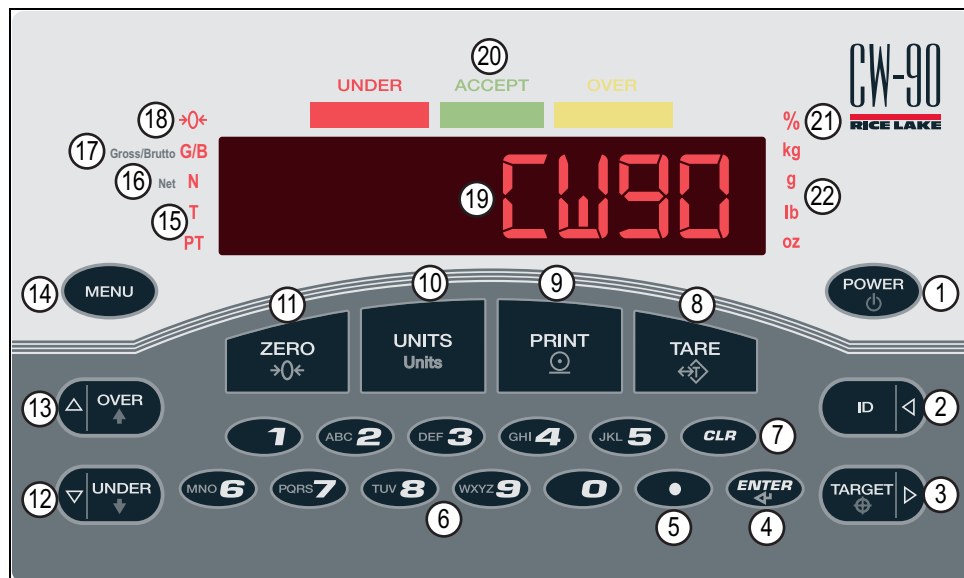 20
UNDER ACCEPT OVER
CW-90
RICE LAKE
18 →0← % 21
17 Gross/Brutto G/B kg
16 Net N 19 CW90 g 22
15 T lb
PT oz
14 MENU POWER 1
11 10 9 8
ZERO UNITS PRINT TARE
→0← Units T
13 OVER ID 2
1 ABC 2 DEF 3 GHI 4 JKL 5 CLR 7
12 UNDER MNO 6 PQRS 7 TUV 8 WXYZ 9 0 • ENTER TARGET 3
6 5 4